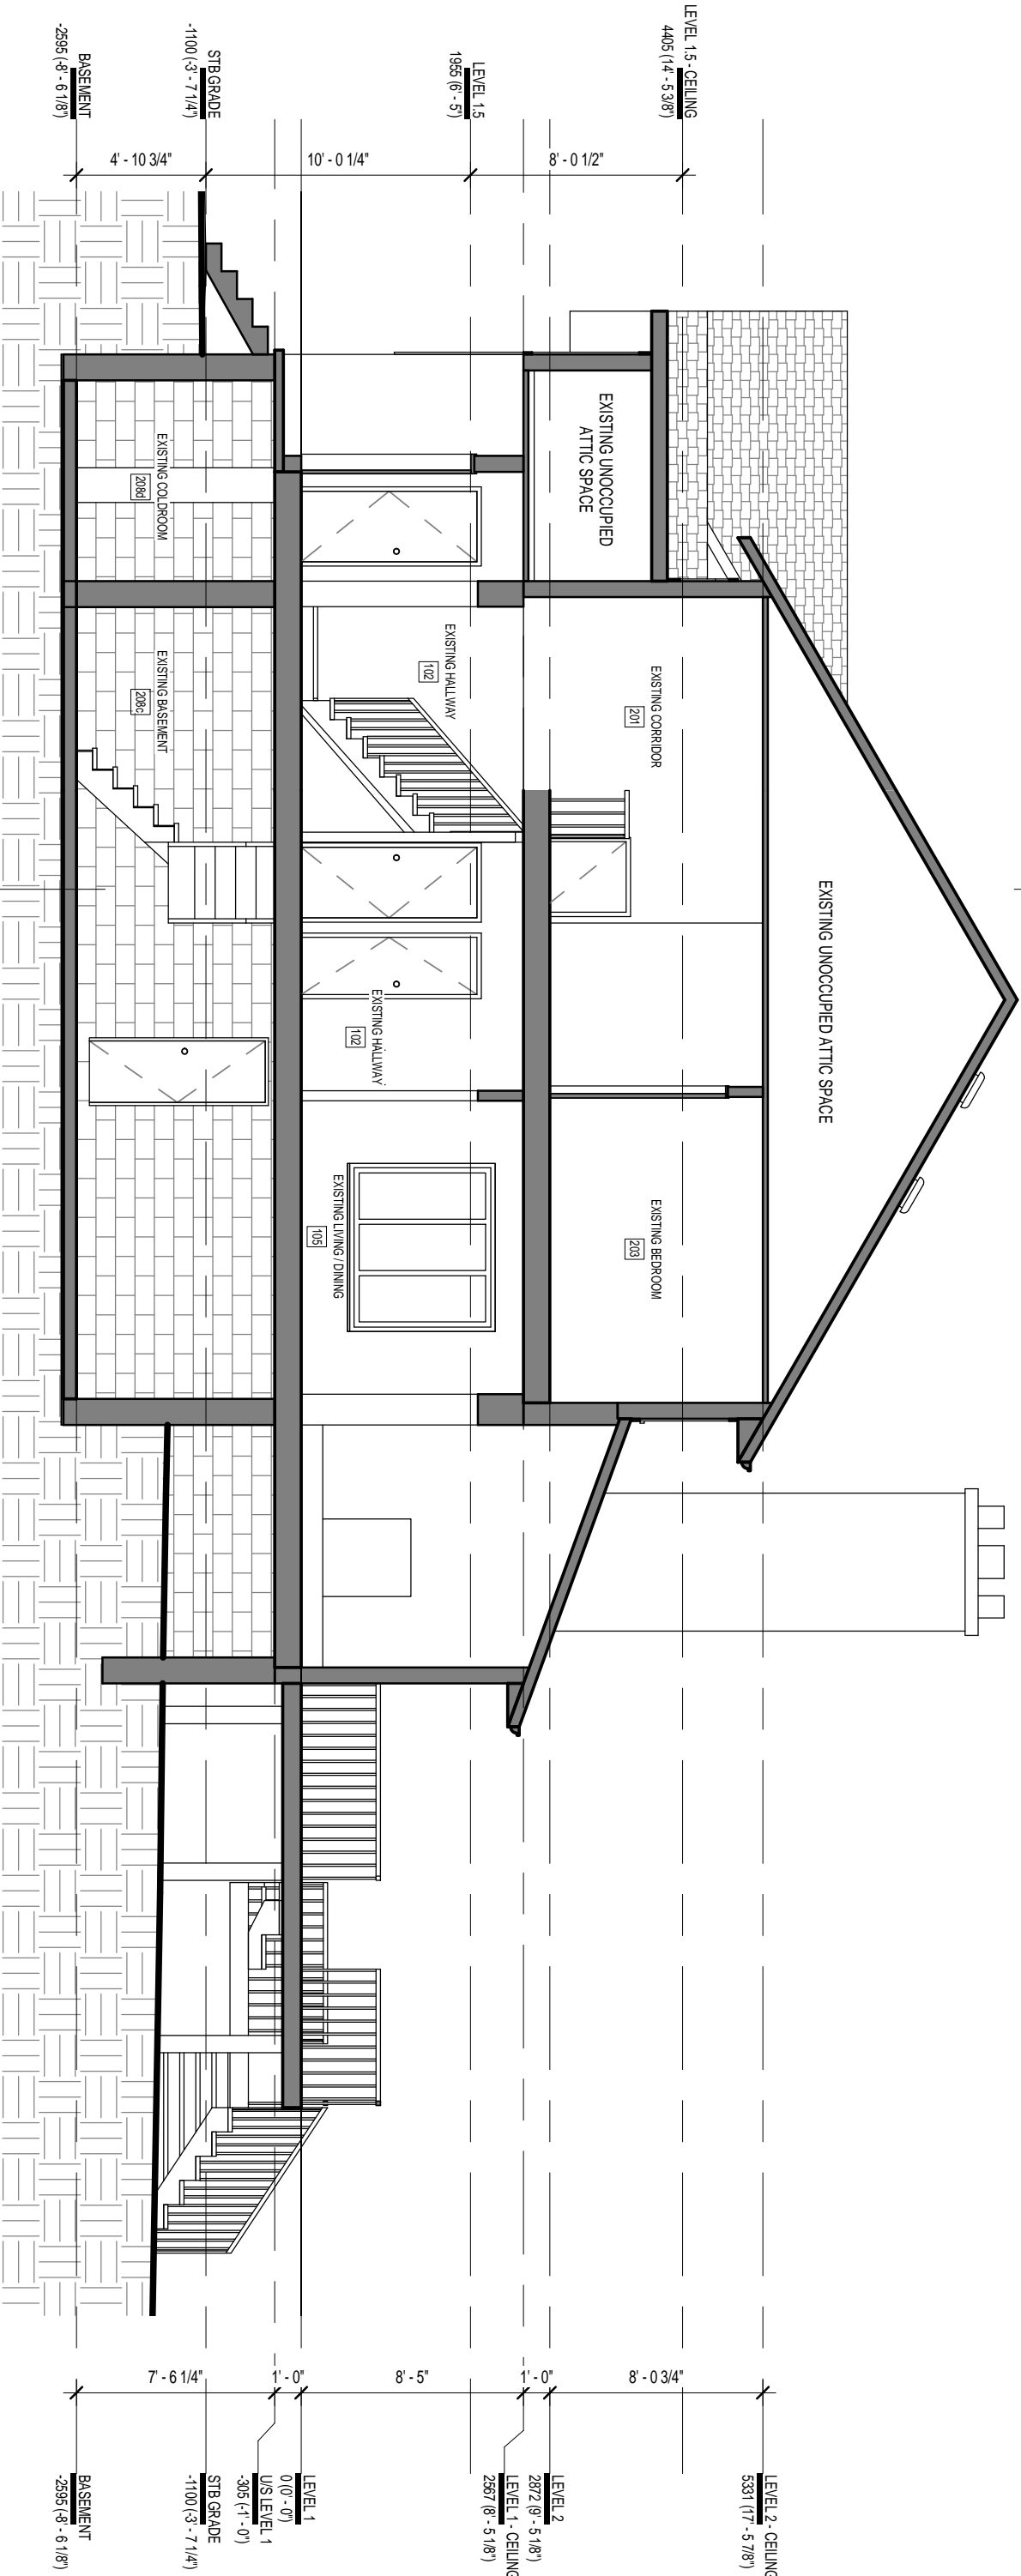 LEVEL 1.5 - CEILING
4405 (14' - 5 3/8")
LEVEL 1.5
1955 (6' - 5")
STB GRADE
-1100 (-3' - 7 1/4")
BASEMENT
-2595 (-8' - 6 1/8")
8' - 0 1/2"
10' - 0 1/4"
4' - 10 3/4"
EXISTING UNOCCUPIED
ATTIC SPACE
EXISTING UNOCCUPIED ATTIC SPACE
EXISTING CORRIDOR
201
EXISTING BEDROOM
203
EXISTING HALLWAY
102
EXISTING HALLWAY
102
EXISTING LIVING / DINING
105
EXISTING COLDROOM
208d
EXISTING BASEMENT
208c
8' - 0 3/4"
1' - 0"
8' - 5"
1' - 0"
7' - 6 1/4"
LEVEL 2 - CEILING
5331 (17' - 5 7/8")
LEVEL 2
2872 (9' - 5 1/8")
LEVEL 1 - CEILING
2567 (8' - 5 1/8")
LEVEL 1
0 (0' - 0")
U/S LEVEL 1
-305 (-1' - 0")
STB GRADE
-1100 (-3' - 7 1/4")
BASEMENT
-2595 (-8' - 6 1/8")